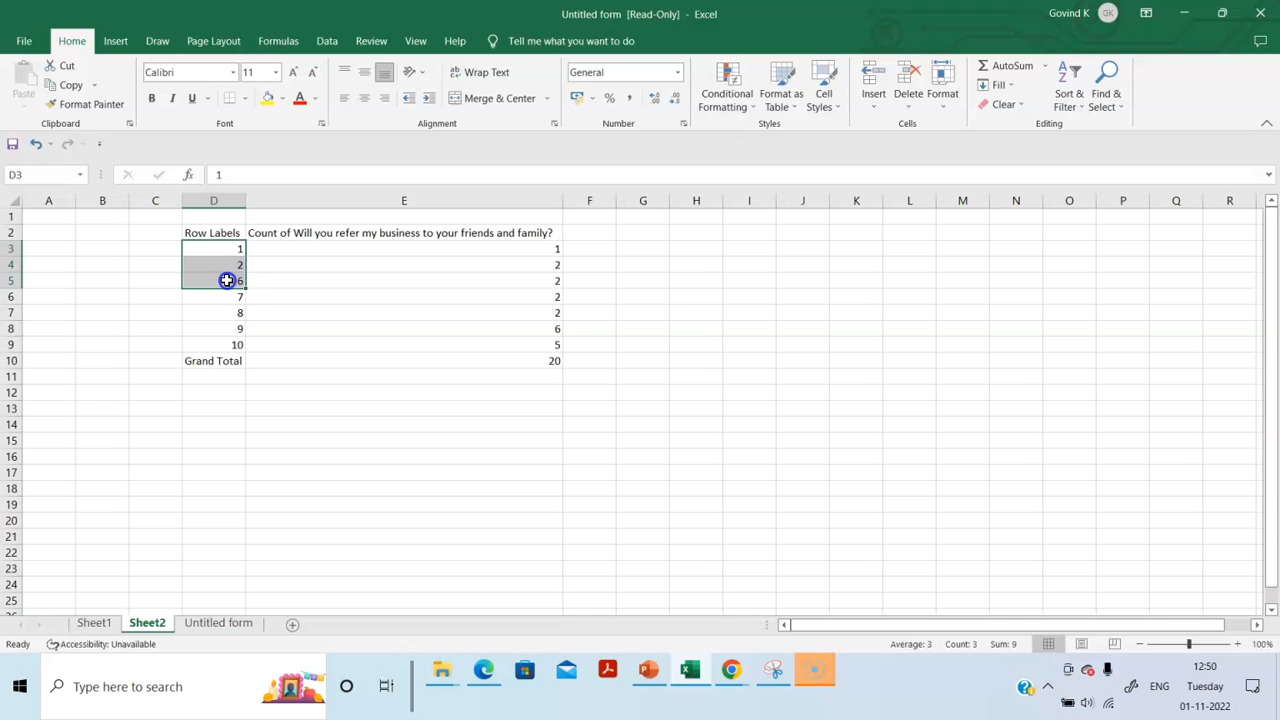 Untitled form [Read-Only] - Excel
Govind K
GK
File Home Insert Draw Page Layout Formulas Data Review View Help Tell me what you want to do
Paste
Cut
Copy
Format Painter
Clipboard
Calibri 11
B I U
Font
Wrap Text
Merge & Center
Alignment
General
Number
Conditional Formatting
Format as Table
Cell Styles
Styles
Insert
Delete
Format
Cells
AutoSum
Fill
Clear
Sort & Filter
Find & Select
Editing
D3 fx 1
A B C D E F G H I J K L M N O P Q R
1
2 Row Labels Count of Will you refer my business to your friends and family?
3 1 1
4 2 2
5 6 2
6 7 2
7 8 2
8 9 6
9 10 5
10 Grand Total 20
11
12
13
14
15
16
17
18
19
20
21
22
23
24
25
Sheet1 Sheet2 Untitled form
Ready Accessibility: Unavailable Average: 3 Count: 3 Sum: 9 100%
Type here to search
ENG
12:50
Tuesday
01-11-2022